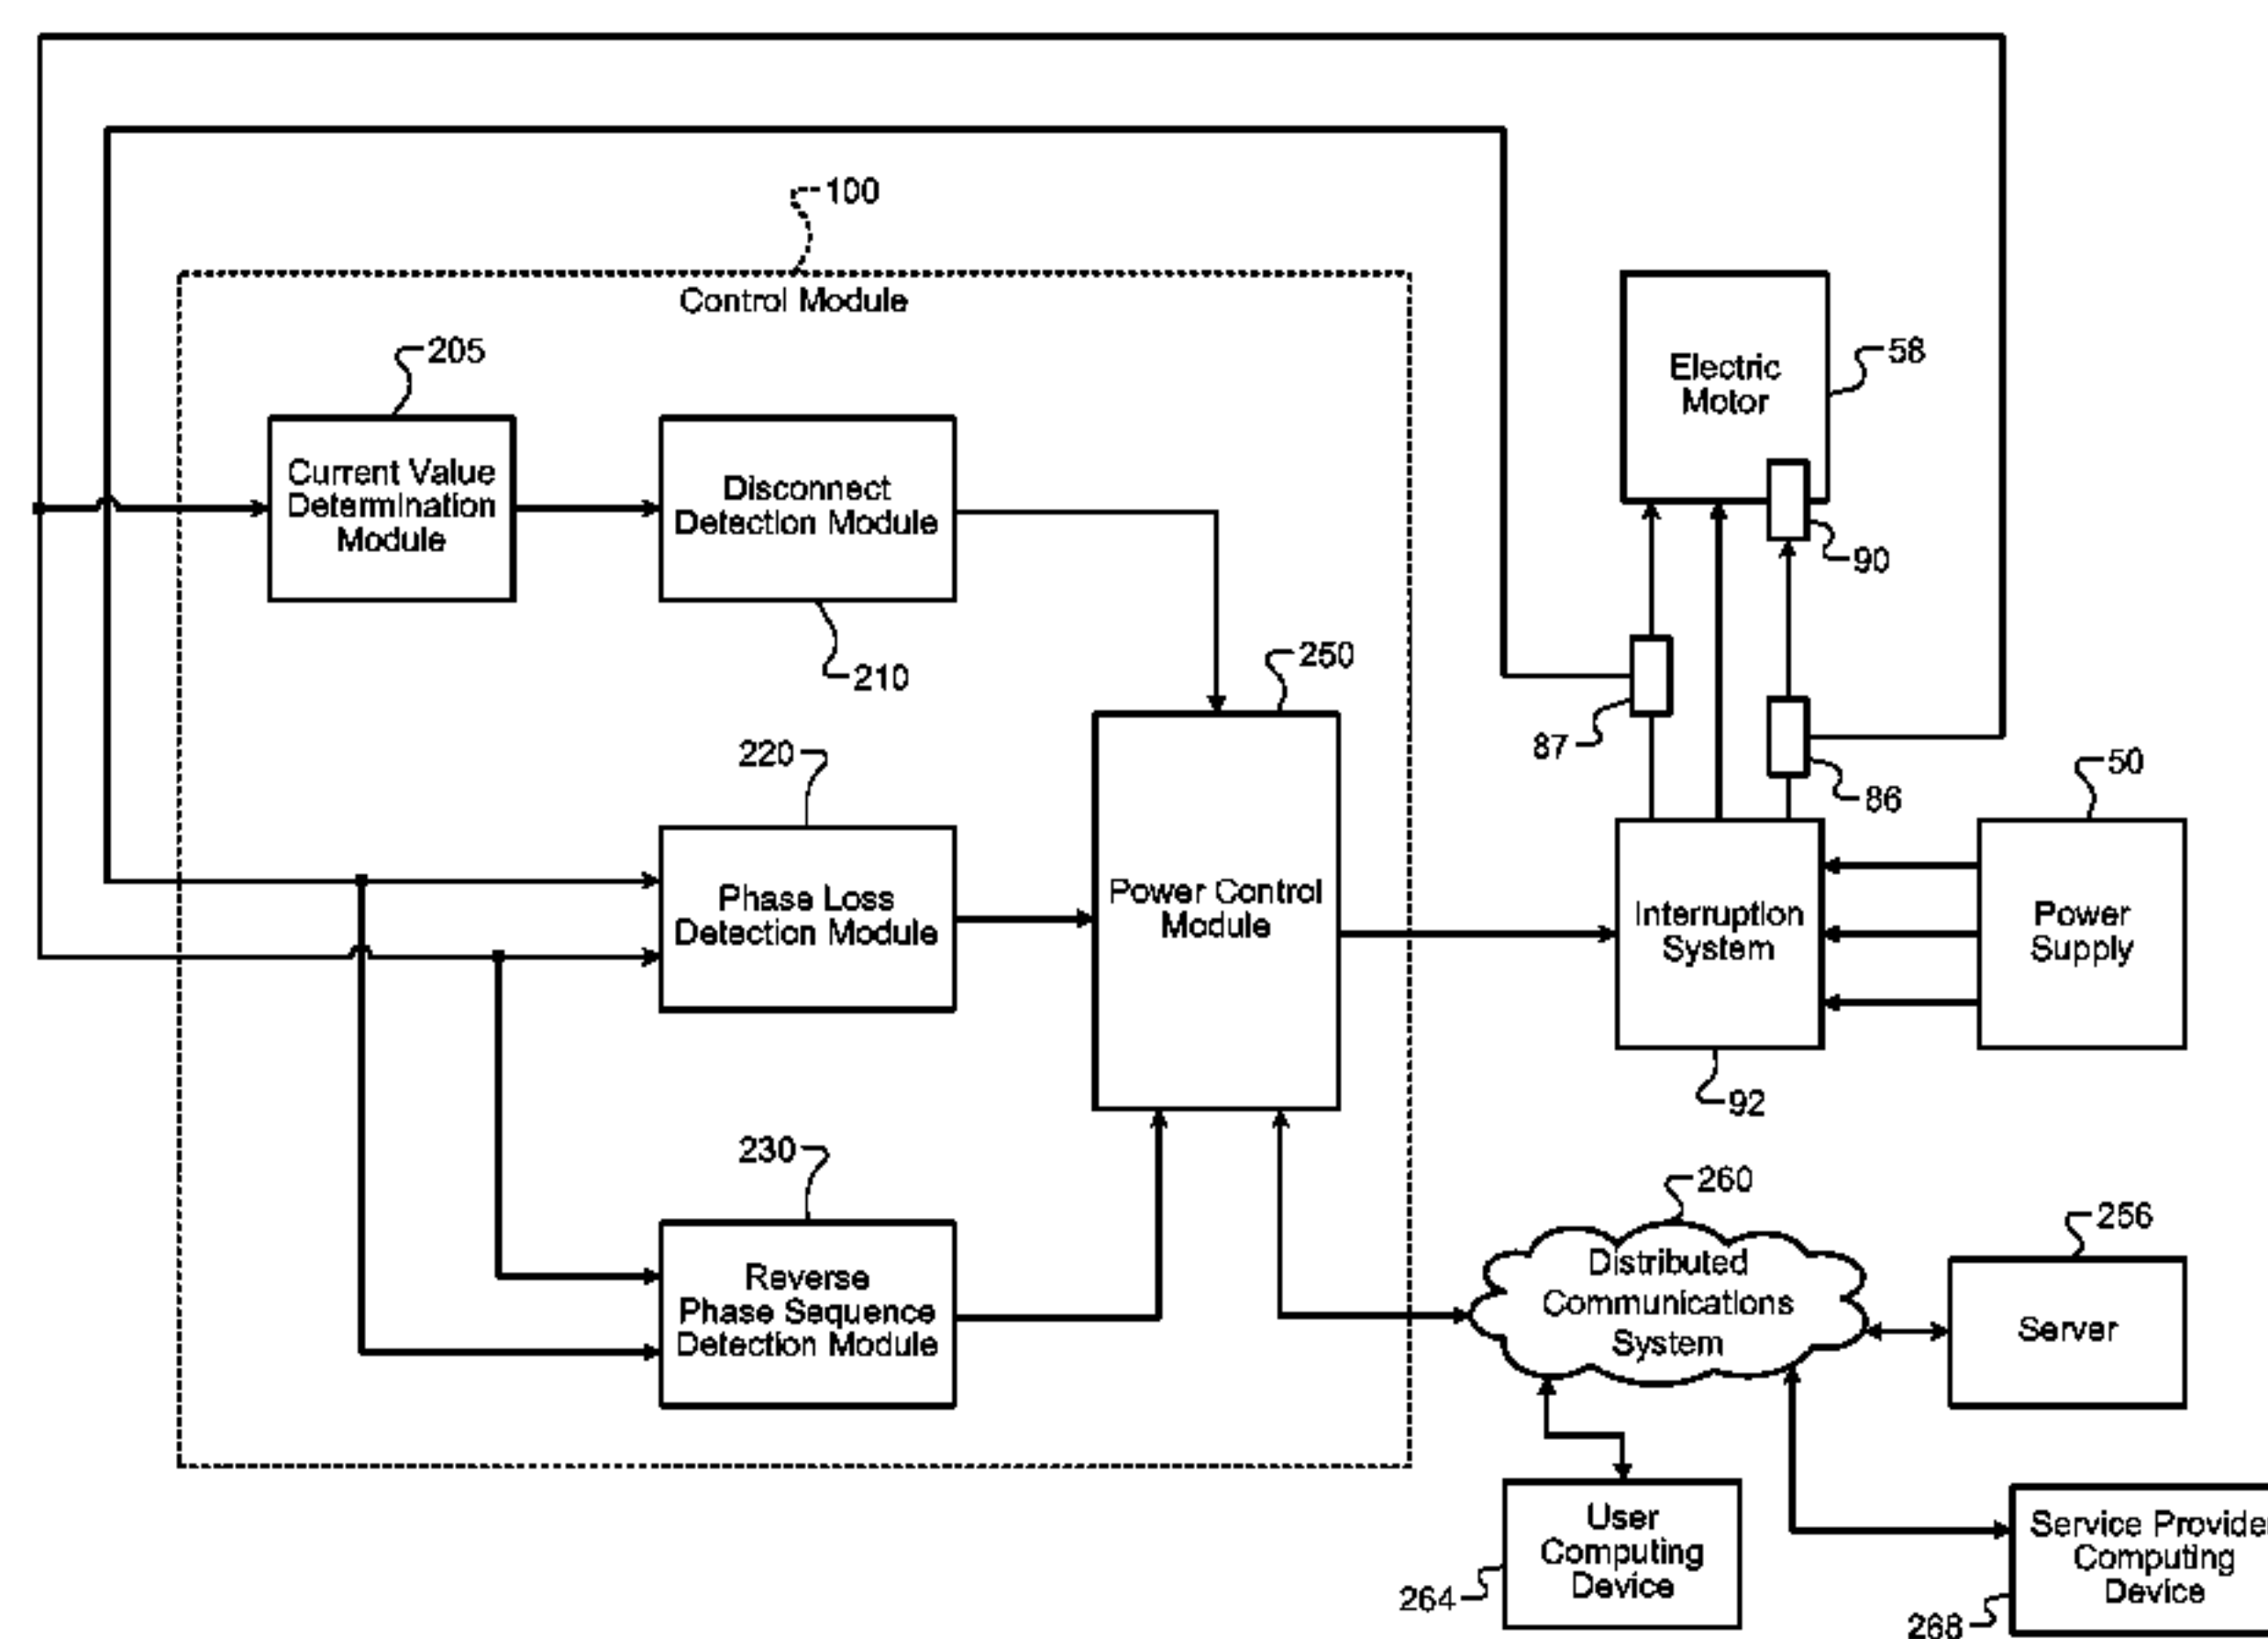 100
Control Module
205
Current Value
Determination
Module
Disconnect
Detection Module
210
Electric
Motor
58
90
250
87
86
220
Phase Loss
Detection Module
Power Control
Module
Interruption
System
92
50
Power
Supply
230
Reverse
Phase Sequence
Detection Module
260
Distributed
Communications
System
256
Server
User
Computing
Device
264
Service Provider
Computing
Device
268